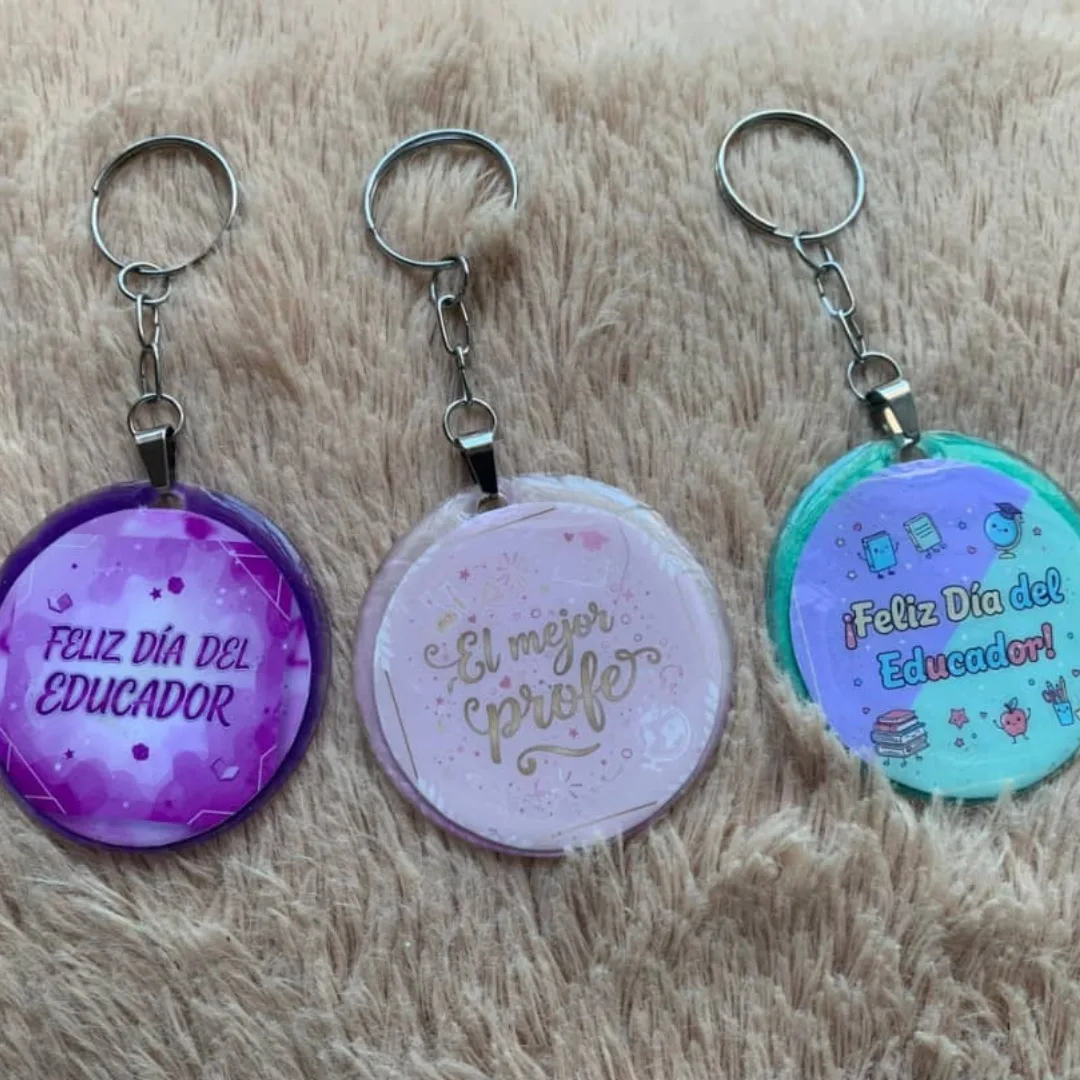 FELIZ DÍA DEL
EDUCADOR
El mejor
profe
¡Feliz Día del
Educador!